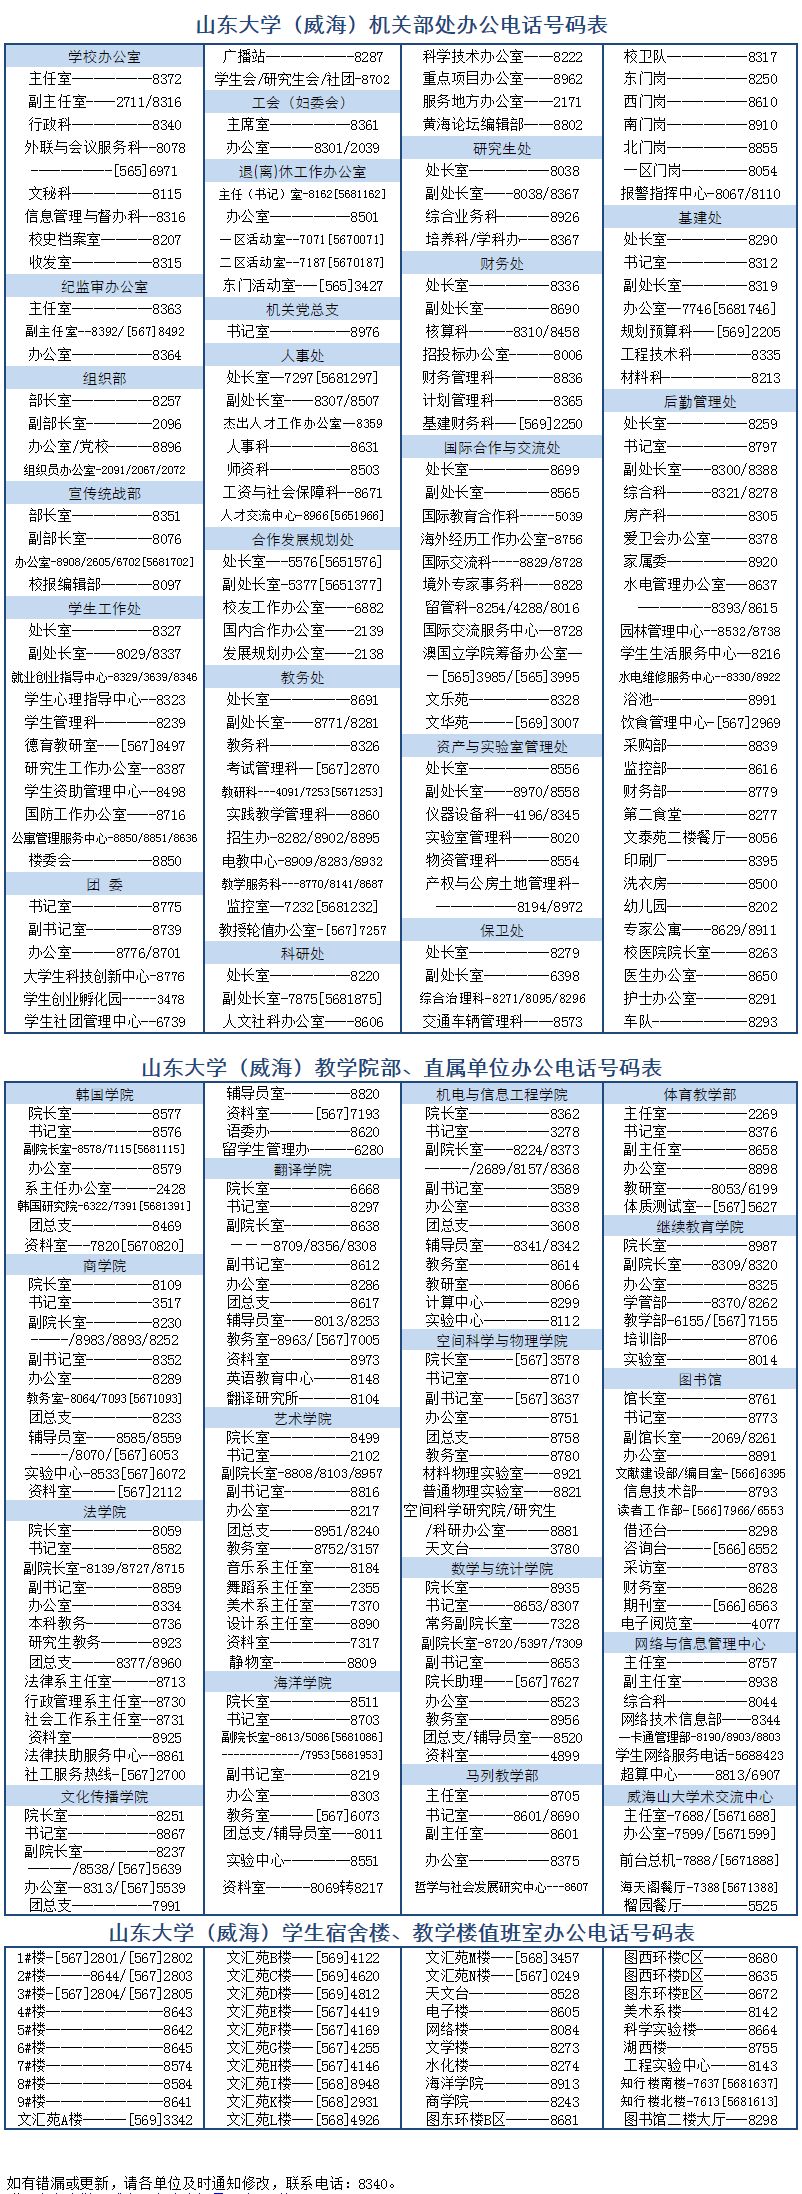 山东大学（威海）机关部处办公电话号码表
学校办公室
主任室————————8372
副主任室———2711/8316
行政科————————8340
外联与会议服务科--8078
————————[565]6971
文秘科————————8115
信息管理与督办科--8316
校史档案室—————8207
收发室————————8315
纪监审办公室
主任室————————8363
副主任室--8392/[567]8492
办公室————————8364
组织部
部长室————————8257
副部长室——————2096
办公室/党校————8896
组织员办公室-2091/2067/2072
宣传统战部
部长室————————8351
副部长室——————8076
办公室-8908/2605/6702[5681702]
校报编辑部—————8097
学生工作处
处长室————————8327
副处长室———8029/8337
就业创业指导中心-8329/3639/8346
学生心理指导中心--8323
学生管理科—————8239
德育教研室———[567]8497
研究生工作办公室--8387
学生资助管理中心--8498
国防工作办公室———8716
公寓管理服务中心-8850/8851/8636
楼委会————————8850
团 委
书记室————————8775
副书记室——————8739
办公室————8776/8701
大学生科技创新中心-8776
学生创业孵化园-----3478
学生社团管理中心--6739
广播站————————8287
学生会/研究生会/社团-8702
工会（妇委会）
主席室————————8361
办公室————8301/2039
退(离)休工作办公室
主任（书记）室-8162[5681162]
办公室————————8501
一区活动室--7071[5670071]
二区活动室--7187[5670187]
东门活动室———[565]3427
机关党总支
书记室————————8976
人事处
处长室—7297[5681297]
副处长室———8307/8507
杰出人才工作办公室—8359
人事科————————8631
师资科————————8503
工资与社会保障科--8671
人才交流中心-8966[5651966]
合作发展规划处
处长室——5576[5651576]
副处长室-5377[5651377]
校友工作办公室———6882
国内合作办公室———2139
发展规划办公室———2138
教务处
处长室————————8691
副处长室———8771/8281
教务科————————8326
考试管理科—[567]2870
教研科---4091/7253[5671253]
实践教学管理科———8860
招生办-8282/8902/8895
电教中心-8909/8283/8932
教学服务科---8770/8141/8687
监控室—7232[5681232]
教授轮值办公室-[567]7257
科研处
处长室————————8220
副处长室-7875[5681875]
人文社科办公室———8606
科学技术办公室———8222
重点项目办公室———8962
服务地方办公室———2171
黄海论坛编辑部———8802
研究生处
处长室————————8038
副处长室——8038/8367
综合业务科—————8926
培养科/学科办———8367
财务处
处长室————————8336
副处长室——————8690
核算科————8310/8458
招投标办公室————8006
财务管理科—————8836
计划管理科—————8365
基建财务科——[569]2250
国际合作与交流处
处长室————————8699
副处长室——————8565
国际教育合作科-----5039
海外经历工作办公室-8756
国际交流科----8829/8728
境外专家事务科———8828
留管科-8254/4288/8016
国际交流服务中心--8728
澳国立学院筹备办公室—
—[565]3985/[565]3995
文乐苑————————8328
文华苑————[569]3007
资产与实验室管理处
处长室————————8556
副处长室———8970/8558
仪器设备科--4196/8345
实验室管理科————8020
物资管理科—————8554
产权与公房土地管理科-
————————8194/8972
保卫处
处长室————————8279
副处长室——————6398
综合治理科-8271/8095/8296
交通车辆管理科———8573
校卫队————————8317
东门岗————————8250
西门岗————————8610
南门岗————————8910
北门岗————————8855
一区门岗——————8054
报警指挥中心-8067/8110
基建处
处长室————————8290
书记室————————8312
副处长室——————8319
办公室—7746[5681746]
规划预算科———[569]2205
工程技术科—————8335
材料科————————8213
后勤管理处
处长室————————8259
书记室————————8797
副处长室———8300/8388
综合科————8321/8278
房产科————————8305
爱卫会办公室————8378
家属委————————8920
水电管理办公室———8637
————————8393/8615
园林管理中心--8532/8738
学生生活服务中心--8216
水电维修服务中心--8330/8922
浴池—————————8991
饮食管理中心-[567]2969
采购部————————8839
监控部————————8616
财务部————————8779
第二食堂——————8277
文泰苑二楼餐厅———8056
印刷厂————————8395
洗衣房————————8500
幼儿园————————8202
专家公寓———8629/8911
校医院院长室————8263
医生办公室—————8650
护士办公室—————8291
车队—————————8293
山东大学（威海）教学院部、直属单位办公电话号码表
韩国学院
院长室————————8577
书记室————————8576
副院长室-8578/7115[5681115]
办公室————————8579
系主任办公室————2428
韩国研究院-6322/7391[5681391]
团总支————————8469
资料室———7820[5670820]
商学院
院长室————————8109
书记室————————3517
副院长室——————8230
-----/8983/8893/8252
副书记室——————8352
办公室————————8289
教务室-8064/7093[5671093]
团总支————————8233
辅导员室———8585/8559
-----/8070/[567]6053
实验中心-8533[567]6072
资料室————[567]2112
法学院
院长室————————8059
书记室————————8582
副院长室-8139/8727/8715
副书记室——————8859
办公室————————8334
本科教务——————8736
研究生教务—————8923
团总支————8377/8960
法律系主任室————8713
行政管理系主任室--8730
社会工作系主任室--8731
资料室————————8925
法律扶助服务中心--8861
社工服务热线-[567]2700
文化传播学院
院长室————————8251
书记室————————8867
副院长室——————8237
————/8538/[567]5639
办公室—8313/[567]5539
团总支————————7991
辅导员室——————8820
资料室————[567]7193
语委办————————8620
留学生管理办————6280
翻译学院
院长室————————6668
书记室————————8297
副院长室——————8638
———8709/8356/8308
副书记室——————8612
办公室————————8286
团总支————————8617
辅导员室———8013/8253
教务室-8963/[567]7005
资料室————————8973
英语教育中心————8148
翻译研究所—————8104
艺术学院
院长室————————8499
书记室————————2102
副院长室-8808/8103/8957
副书记室——————8816
办公室————————8217
团总支————8951/8240
教务室————8752/3157
音乐系主任室————8184
舞蹈系主任室————2355
美术系主任室————7370
设计系主任室————8890
资料室————————7317
静物室————————8809
海洋学院
院长室————————8511
书记室————————8703
副院长室-8613/5086[5681086]
-------------/7953[5681953]
副书记室——————8219
办公室————————8303
教务室————[567]6073
团总支/辅导员室———8011
实验中心——————8551
资料室————8069转8217
机电与信息工程学院
院长室————————8362
书记室————————3278
副院长室———8224/8373
————/2689/8157/8368
副书记室——————3589
办公室————————8338
团总支————————3608
辅导员室———8341/8342
教务室————————8614
教研室————————8066
计算中心——————8299
实验中心——————8112
空间科学与物理学院
院长室————[567]3578
书记室————————8710
副书记室———[567]3637
办公室————————8751
团总支————————8758
教务室————————8780
材料物理实验室———8921
普通物理实验室———8821
空间科学研究院/研究生
/科研办公室————8881
天文台————————3780
数学与统计学院
院长室————————8935
书记室————8653/8307
常务副院长室————7328
副院长室-8720/5397/7309
副书记室——————8653
院长助理———[567]7627
办公室————————8523
教务室————————8956
团总支/辅导员室--8520
资料室————————4899
马列教学部
主任室————————8705
书记室————8601/8690
副主任室——————8601
办公室————————8375
哲学与社会发展研究中心---8607
体育教学部
主任室————————2269
书记室————————8376
副主任室——————8658
办公室————————8898
教研室————8053/6199
体质测试室--[567]5627
继续教育学院
院长室————————8987
副院长室———8309/8320
办公室————————8325
学管部————8370/8262
教学部-6155/[567]7155
培训部————————8706
实验室————————8014
图书馆
馆长室————————8761
书记室————————8773
副馆长室———2069/8261
办公室————————8891
文献建设部/编目室-[566]6395
信息技术部—————8793
读者工作部-[566]7966/6553
借还台————————8298
咨询台————[566]6552
采访室————————8783
财务室————————8628
期刊室————[566]6563
电子阅览室—————4077
网络与信息管理中心
主任室————————8757
副主任室——————8938
综合科————————8044
网络技术信息部———8344
一卡通管理部-8190/8903/8803
学生网络服务电话-5688423
超算中心———8813/6907
威海山大学术交流中心
主任室-7688/[5671688]
办公室-7599/[5671599]
前台总机-7888/[5671888]
海天阁餐厅-7388[5671388]
榴园餐厅——————5525
山东大学（威海）学生宿舍楼、教学楼值班室办公电话号码表
1#楼-[567]2801/[567]2802
2#楼————8644/[567]2803
3#楼-[567]2804/[567]2805
4#楼—————————8643
5#楼—————————8642
6#楼—————————8645
7#楼—————————8574
8#楼—————————8584
9#楼—————————8641
文汇苑A楼————[569]3342
文汇苑B楼——[569]4122
文汇苑C楼——[569]4620
文汇苑D楼——[569]4812
文汇苑E楼——[567]4419
文汇苑F楼——[567]4169
文汇苑G楼——[567]4255
文汇苑H楼——[567]4146
文汇苑I楼——[568]8948
文汇苑K楼——[568]2931
文汇苑L楼——[568]4926
文汇苑M楼——[568]3457
文汇苑N楼——[567]0249
天文台————————8528
电子楼————————8605
网络楼————————8084
文学楼————————8273
水化楼————————8274
海洋学院——————8913
商学院————————8243
图东环楼B区————8681
图西环楼C区————8680
图西环楼D区————8635
图东环楼E区————8672
美术系楼——————8142
科学实验楼—————8664
湖西楼————————8755
工程实验中心————8143
知行楼南楼-7637[5681637]
知行楼北楼-7613[5681613]
图书馆二楼大厅———8298
如有错漏或更新，请各单位及时通知修改，联系电话：8340。